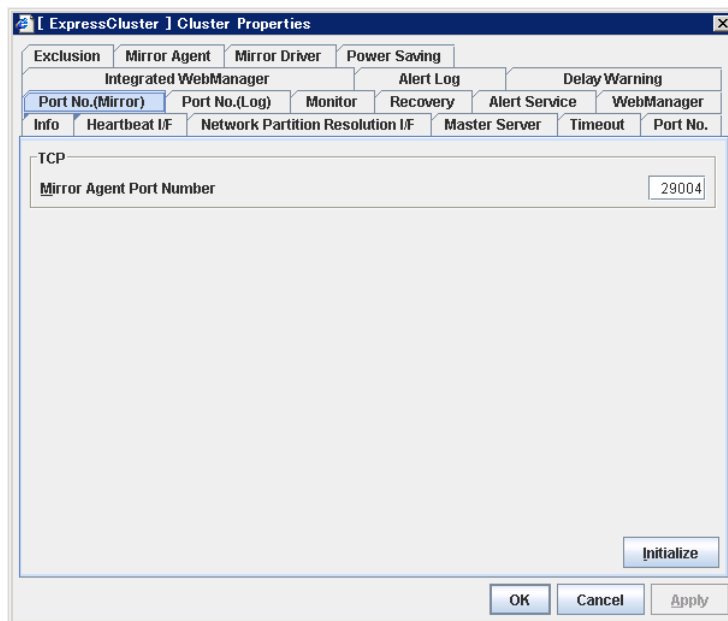 [ ExpressCluster ] Cluster Properties
Exclusion Mirror Agent Mirror Driver Power Saving
Integrated WebManager Alert Log Delay Warning
Port No.(Mirror) Port No.(Log) Monitor Recovery Alert Service WebManager
Info Heartbeat I/F Network Partition Resolution I/F Master Server Timeout Port No.
TCP
Mirror Agent Port Number 29004
Initialize
OK Cancel Apply